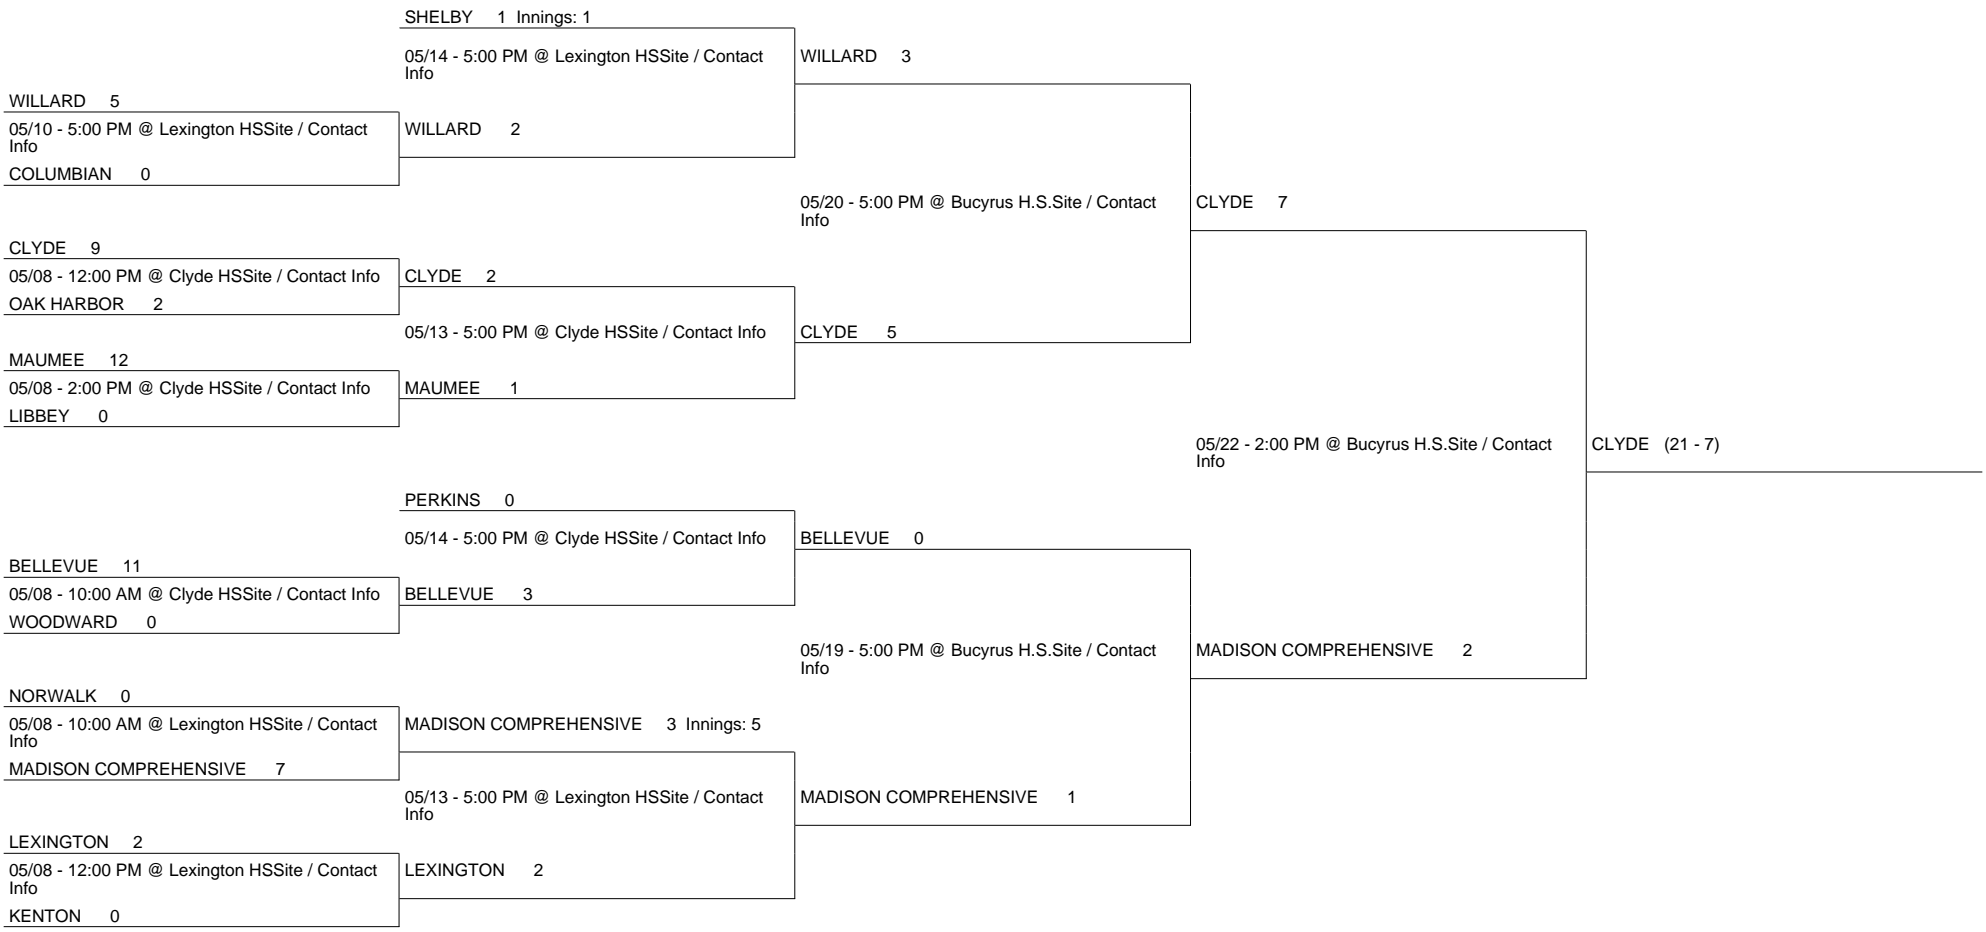 SHELBY 1 Innings: 1
05/14 - 5:00 PM @ Lexington HSSite / Contact
Info
WILLARD 3
WILLARD 5
05/10 - 5:00 PM @ Lexington HSSite / Contact
Info
WILLARD 2
COLUMBIAN 0
05/20 - 5:00 PM @ Bucyrus H.S.Site / Contact
Info
CLYDE 7
CLYDE 9
05/08 - 12:00 PM @ Clyde HSSite / Contact Info
CLYDE 2
OAK HARBOR 2
05/13 - 5:00 PM @ Clyde HSSite / Contact Info
CLYDE 5
MAUMEE 12
05/08 - 2:00 PM @ Clyde HSSite / Contact Info
MAUMEE 1
LIBBEY 0
05/22 - 2:00 PM @ Bucyrus H.S.Site / Contact
Info
CLYDE (21 - 7)
PERKINS 0
05/14 - 5:00 PM @ Clyde HSSite / Contact Info
BELLEVUE 0
BELLEVUE 11
05/08 - 10:00 AM @ Clyde HSSite / Contact Info
BELLEVUE 3
WOODWARD 0
05/19 - 5:00 PM @ Bucyrus H.S.Site / Contact
Info
MADISON COMPREHENSIVE 2
NORWALK 0
05/08 - 10:00 AM @ Lexington HSSite / Contact
Info
MADISON COMPREHENSIVE 3 Innings: 5
MADISON COMPREHENSIVE 7
05/13 - 5:00 PM @ Lexington HSSite / Contact
Info
MADISON COMPREHENSIVE 1
LEXINGTON 2
05/08 - 12:00 PM @ Lexington HSSite / Contact
Info
LEXINGTON 2
KENTON 0